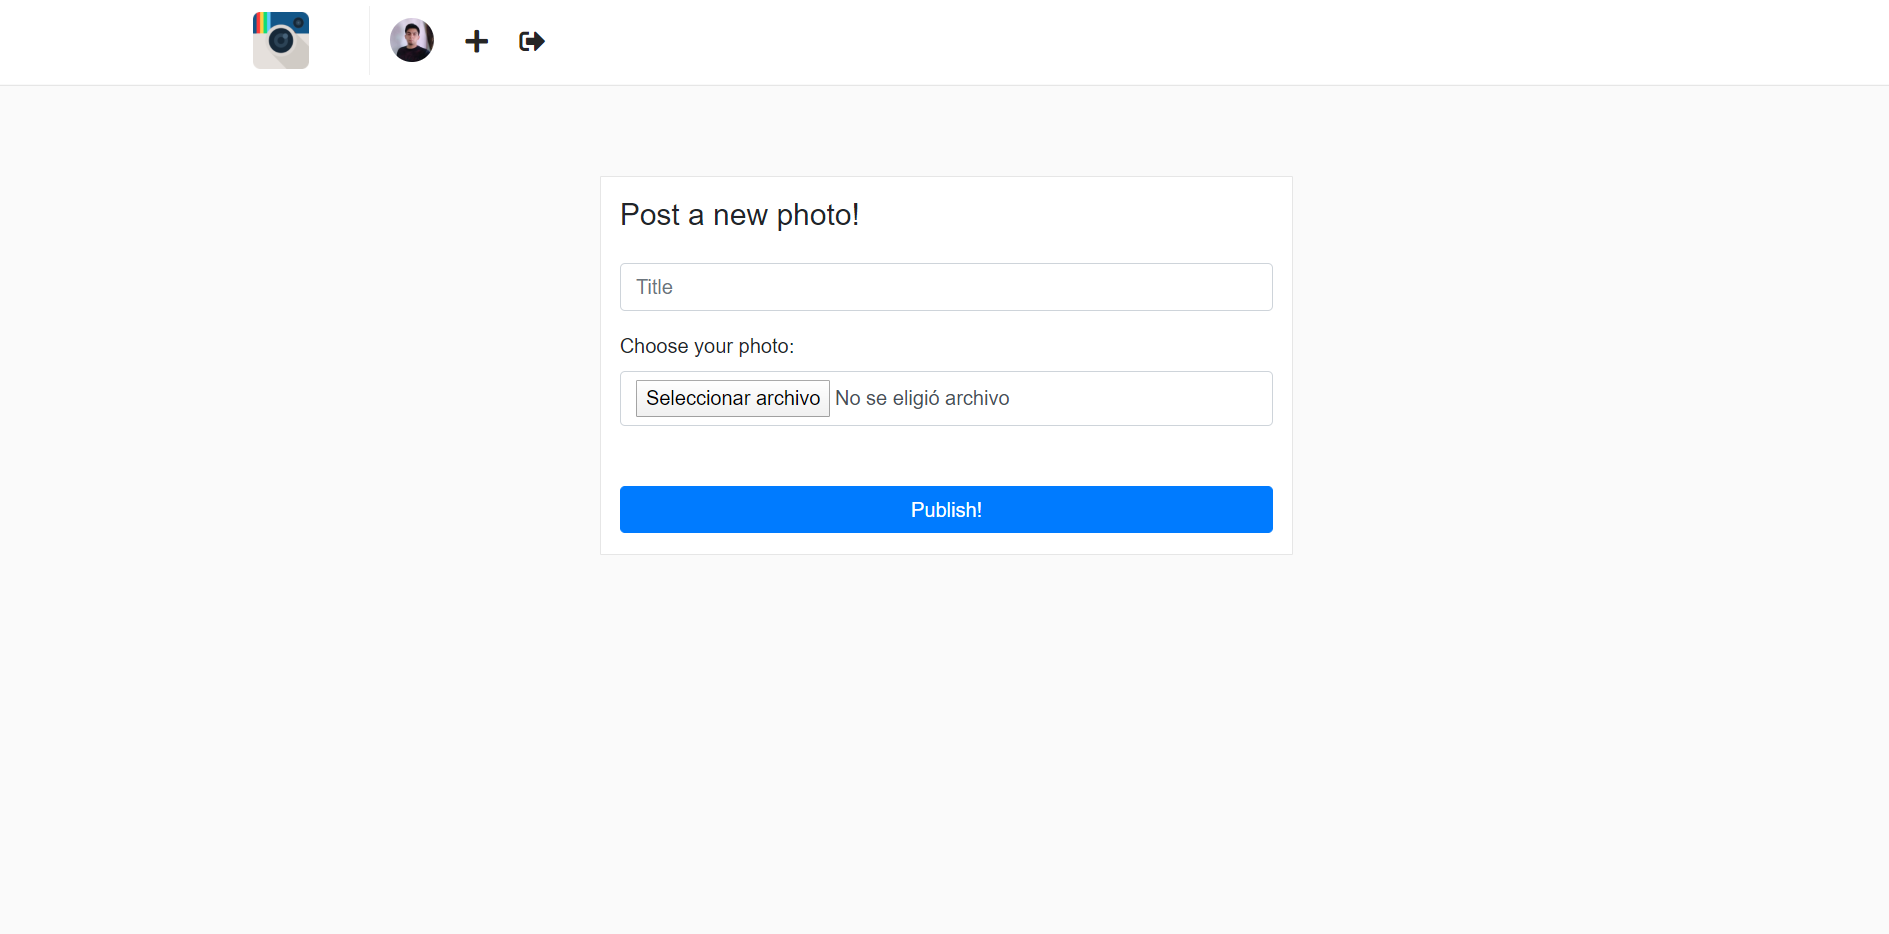 Post a new photo!
Title
Choose your photo:
Seleccionar archivo No se eligió archivo
Publish!